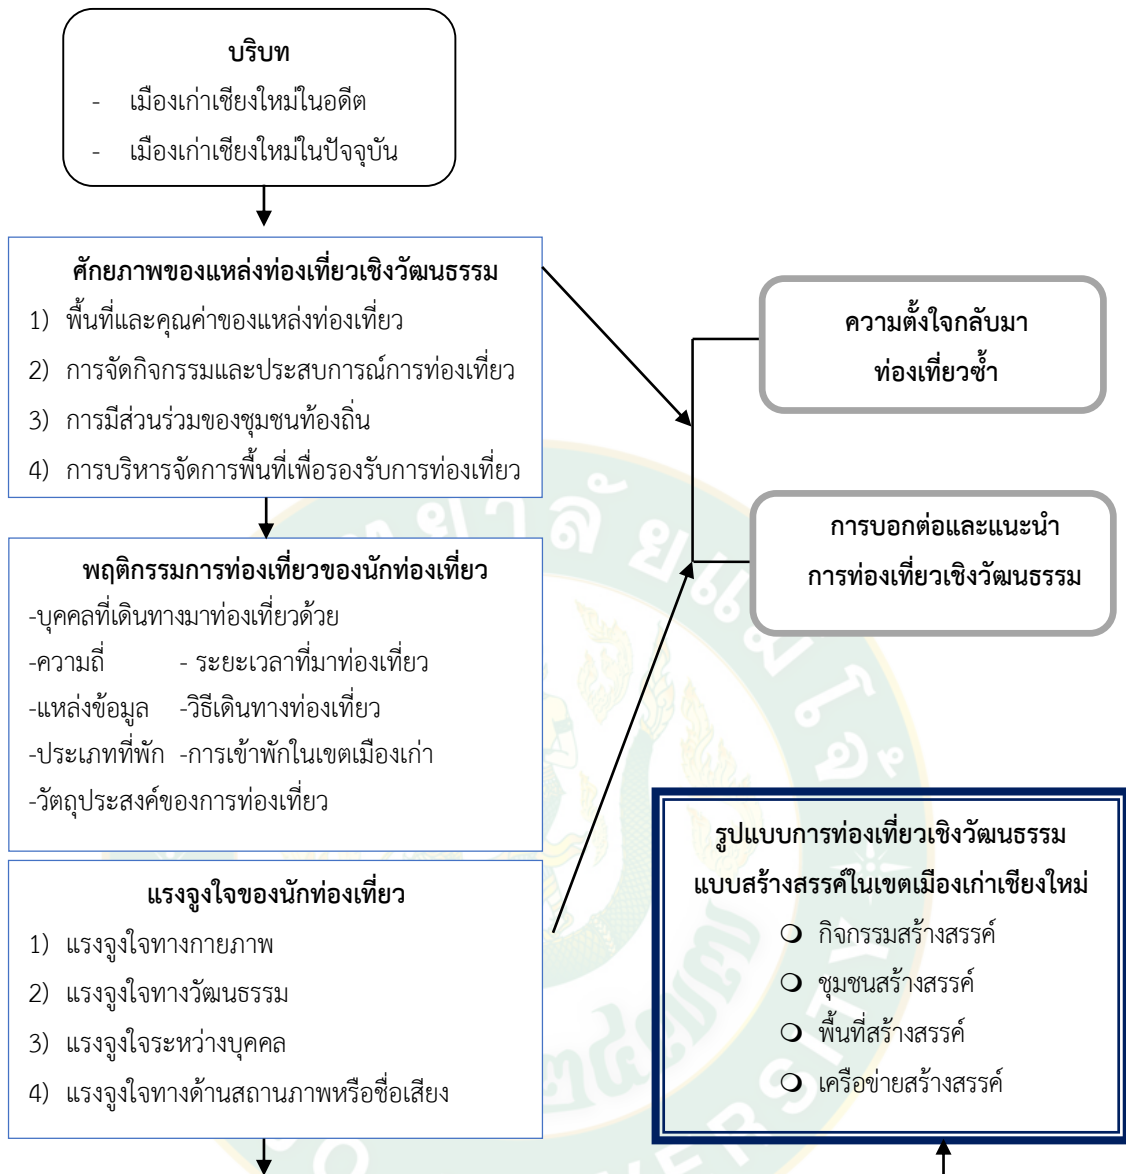 บริบท
- เมืองเก่าเชียงใหม่ในอดีต
- เมืองเก่าเชียงใหม่ในปัจจุบัน
ศักยภาพของแหล่งท่องเที่ยวเชิงวัฒนธรรม
1) พื้นที่และคุณค่าของแหล่งท่องเที่ยว
2) การจัดกิจกรรมและประสบการณ์การท่องเที่ยว
3) การมีส่วนร่วมของชุมชนท้องถิ่น
4) การบริหารจัดการพื้นที่เพื่อรองรับการท่องเที่ยว
ความตั้งใจกลับมา
ท่องเที่ยวซ้ำ
การบอกต่อและแนะนำ
การท่องเที่ยวเชิงวัฒนธรรม
พฤติกรรมการท่องเที่ยวของนักท่องเที่ยว
-บุคคลที่เดินทางมาท่องเที่ยวด้วย
-ความถี่ - ระยะเวลาที่มาท่องเที่ยว
-แหล่งข้อมูล -วิธีเดินทางท่องเที่ยว
-ประเภทที่พัก -การเข้าพักในเขตเมืองเก่า
-วัตถุประสงค์ของการท่องเที่ยว
แรงจูงใจของนักท่องเที่ยว
1) แรงจูงใจทางกายภาพ
2) แรงจูงใจทางวัฒนธรรม
3) แรงจูงใจระหว่างบุคคล
4) แรงจูงใจทางด้านสถานภาพหรือชื่อเสียง
รูปแบบการท่องเที่ยวเชิงวัฒนธรรม
แบบสร้างสรรค์ในเขตเมืองเก่าเชียงใหม่
กิจกรรมสร้างสรรค์
ชุมชนสร้างสรรค์
พื้นที่สร้างสรรค์
เครือข่ายสร้างสรรค์